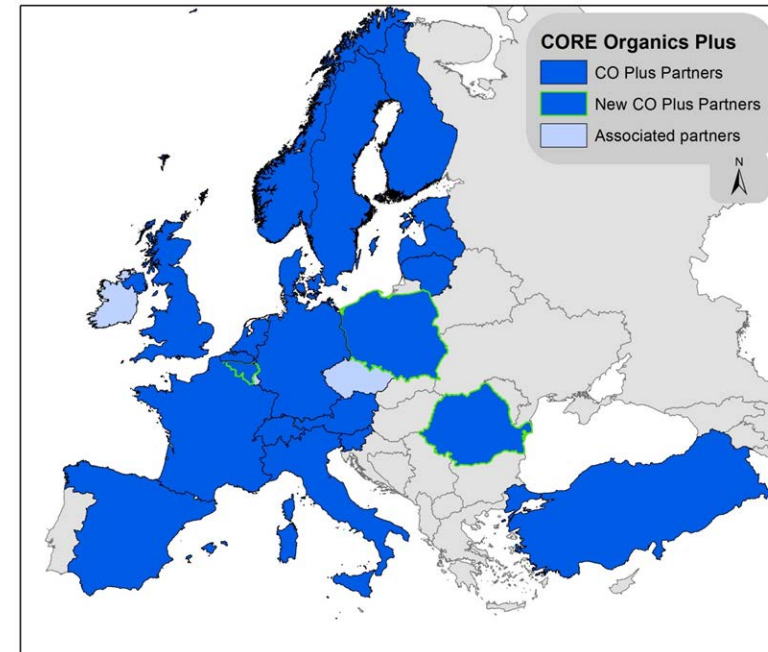 CORE Organics Plus
CO Plus Partners
New CO Plus Partners
Associated partners
N